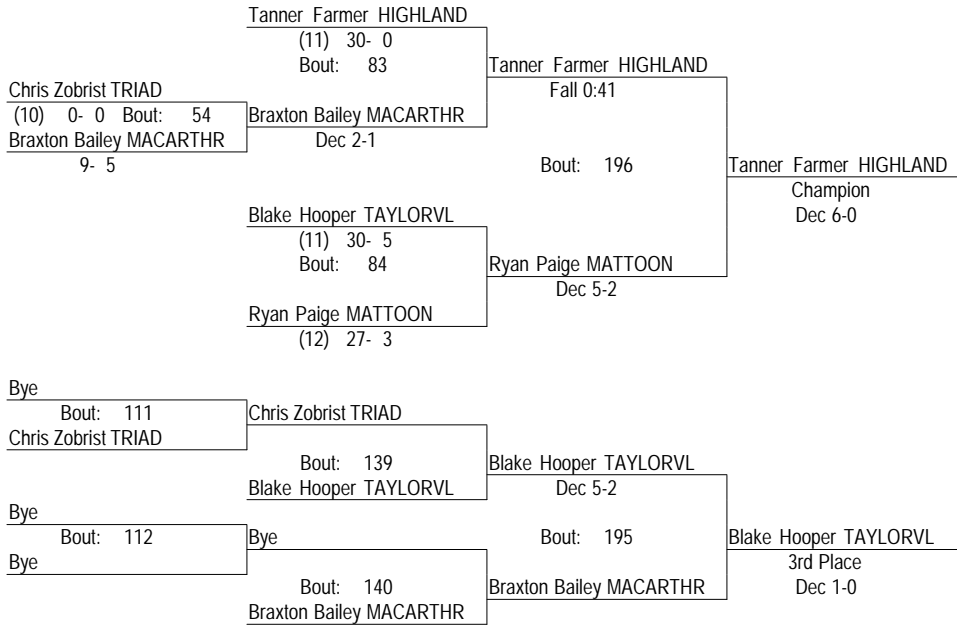 Tanner Farmer HIGHLAND
(11) 30- 0
Bout: 83
Tanner Farmer HIGHLAND
Chris Zobrist TRIAD
Fall 0:41
(10) 0- 0 Bout: 54
Braxton Bailey MACARTHR
Braxton Bailey MACARTHR
Dec 2-1
9- 5
Bout: 196
Tanner Farmer HIGHLAND
Champion
Dec 6-0
Blake Hooper TAYLORVL
(11) 30- 5
Bout: 84
Ryan Paige MATTOON
Dec 5-2
Ryan Paige MATTOON
(12) 27- 3
Bye
Bout: 111
Chris Zobrist TRIAD
Chris Zobrist TRIAD
Bout: 139
Blake Hooper TAYLORVL
Blake Hooper TAYLORVL
Dec 5-2
Bye
Bout: 112
Bye
Bye
Bout: 195
Blake Hooper TAYLORVL
3rd Place
Dec 1-0
Bout: 140
Braxton Bailey MACARTHR
Braxton Bailey MACARTHR